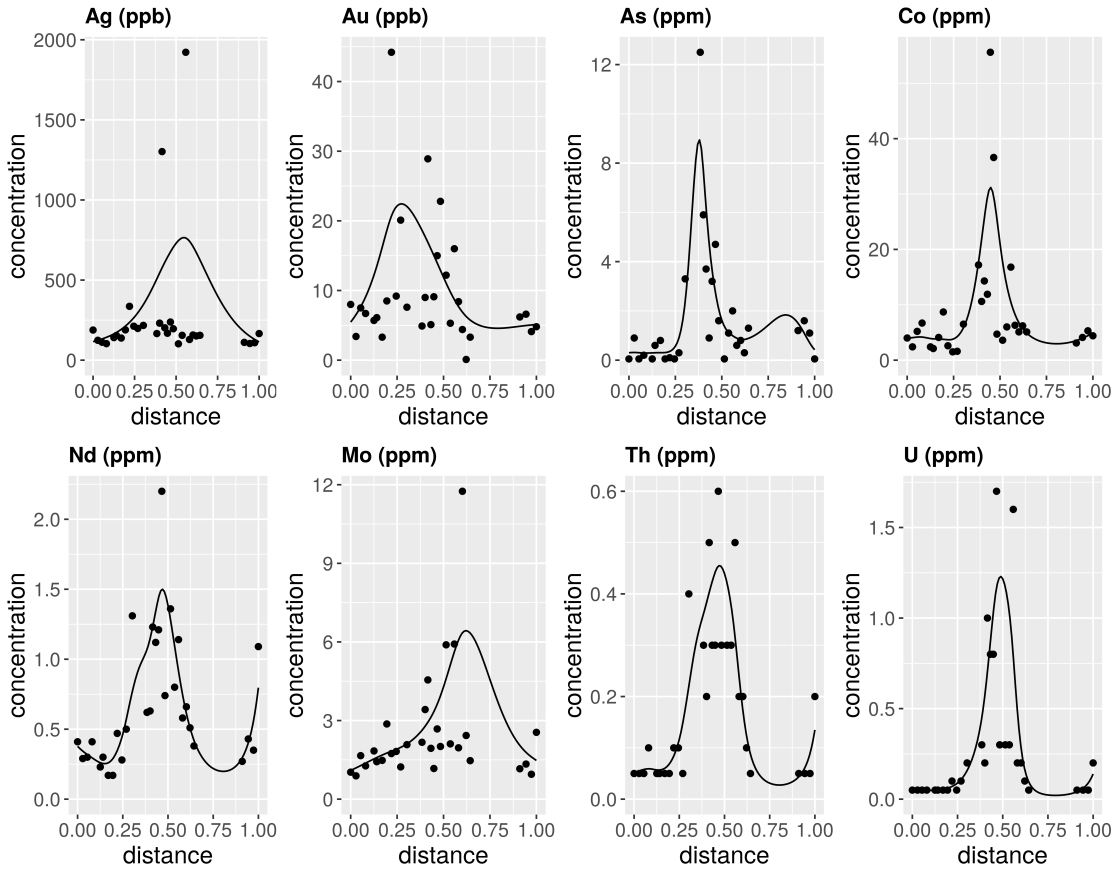 Ag (ppb) Au (ppb) As (ppm) Co (ppm)
concentration concentration concentration concentration
2000 1500 1000 500 0
40 30 20 10 0
12 8 4 0
40 20 0
0.00 0.25 0.50 0.75 1.00 0.00 0.25 0.50 0.75 1.00 0.00 0.25 0.50 0.75 1.00 0.00 0.25 0.50 0.75 1.00
distance distance distance distance
Nd (ppm) Mo (ppm) Th (ppm) U (ppm)
concentration concentration concentration concentration
2.0 1.5 1.0 0.5 0.0
12 9 6 3 0
0.6 0.4 0.2 0.0
1.5 1.0 0.5 0.0
0.00 0.25 0.50 0.75 1.00 0.00 0.25 0.50 0.75 1.00 0.00 0.25 0.50 0.75 1.00 0.00 0.25 0.50 0.75 1.00
distance distance distance distance